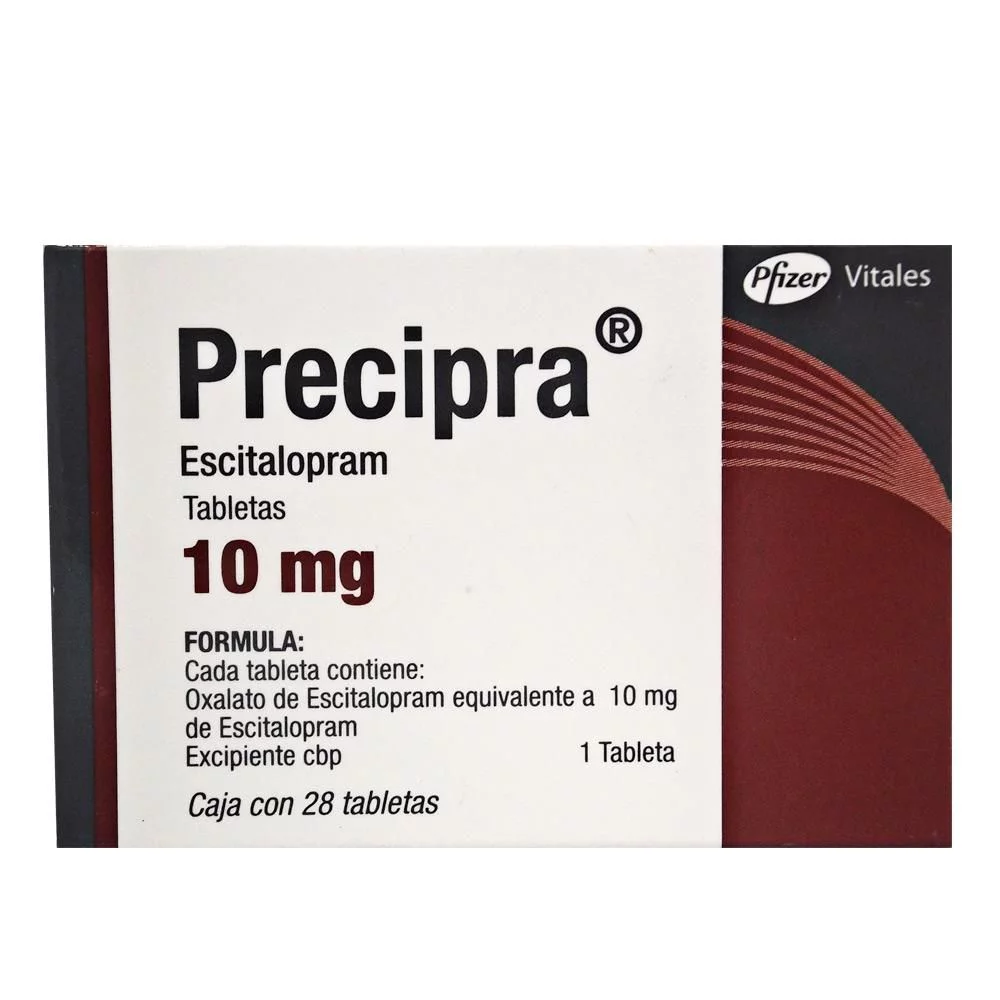 Pfizer Vitales
Precipra®
Escitalopram
Tabletas
10 mg
FORMULA:
Cada tableta contiene:
Oxalato de Escitalopram equivalente a 10 mg
de Escitalopram
Excipiente cbp 1 Tableta
Caja con 28 tabletas